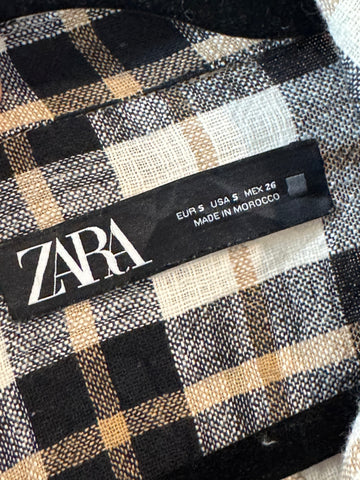 ZARA
EUR S USA S MEX 26
MADE IN MOROCCO